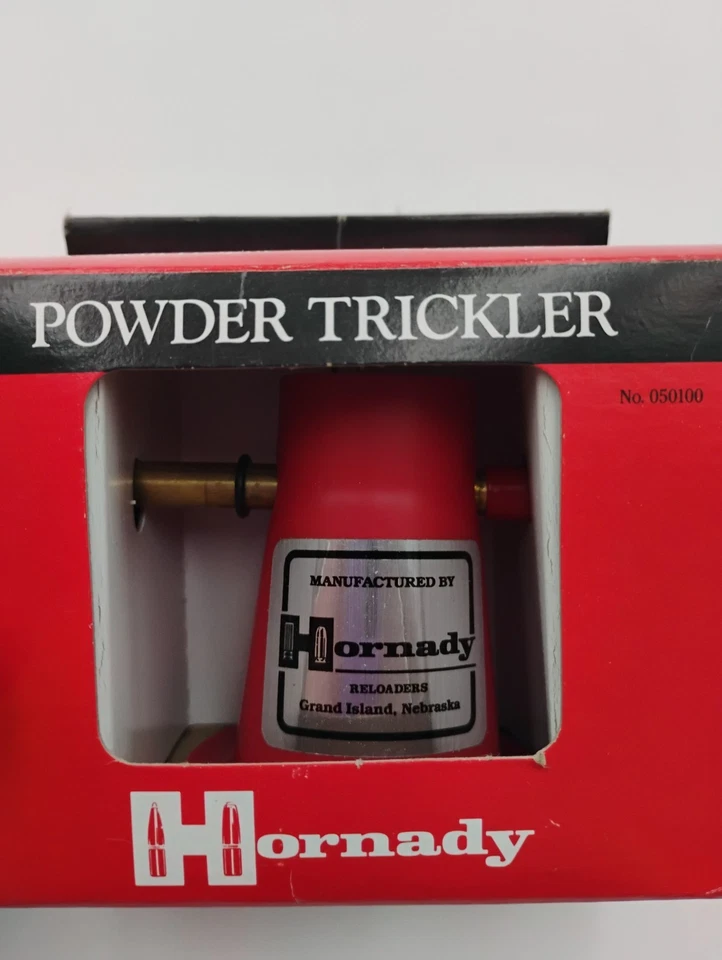 POWDER TRICKLER
No. 050100
MANUFACTURED BY
Hornady
RELOADERS
Grand Island, Nebraska
Hornady